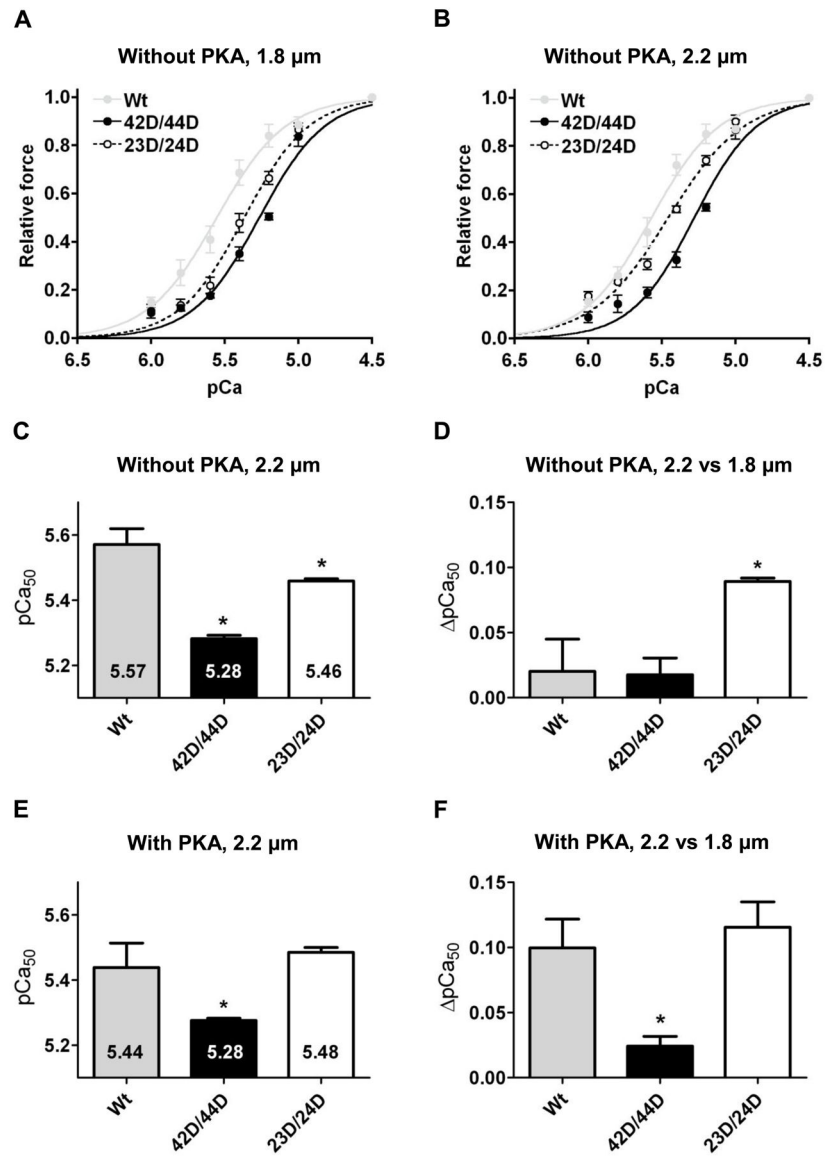 A
Without PKA, 1.8 µm
Wt
42D/44D
23D/24D
Relative force
1.0
0.8
0.6
0.4
0.2
0.0
6.5 6.0 5.5 5.0 4.5
pCa
B
Without PKA, 2.2 µm
Wt
42D/44D
23D/24D
Relative force
1.0
0.8
0.6
0.4
0.2
0.0
6.5 6.0 5.5 5.0 4.5
pCa
C
Without PKA, 2.2 µm
pCa50
5.6
5.4
5.2
* *
5.57 5.28 5.46
Wt 42D/44D 23D/24D
D
Without PKA, 2.2 vs 1.8 µm
ΔpCa50
0.15
0.10
0.05
0.00
*
Wt 42D/44D 23D/24D
E
With PKA, 2.2 µm
pCa50
5.6
5.4
5.2
*
5.44 5.28 5.48
Wt 42D/44D 23D/24D
F
With PKA, 2.2 vs 1.8 µm
ΔpCa50
0.15
0.10
0.05
0.00
*
Wt 42D/44D 23D/24D